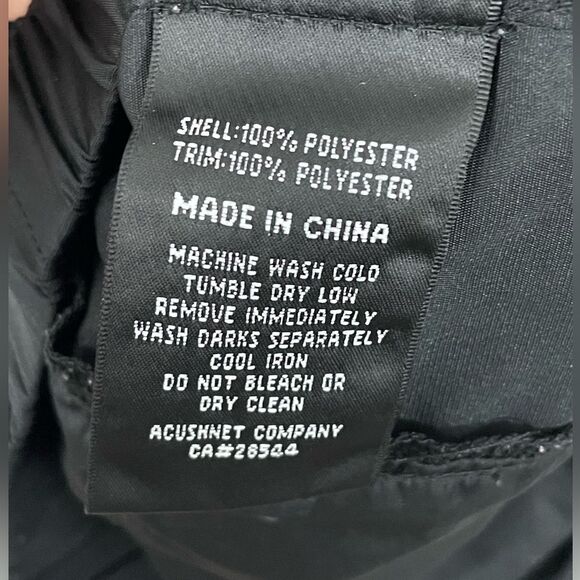 SHELL:100% POLYESTER
TRIM:100% POLYESTER
MADE IN CHINA
MACHINE WASH COLD
TUMBLE DRY LOW
REMOVE IMMEDIATELY
WASH DARKS SEPARATELY
COOL IRON
DO NOT BLEACH OR
DRY CLEAN
ACUSHNET COMPANY
CA#26544